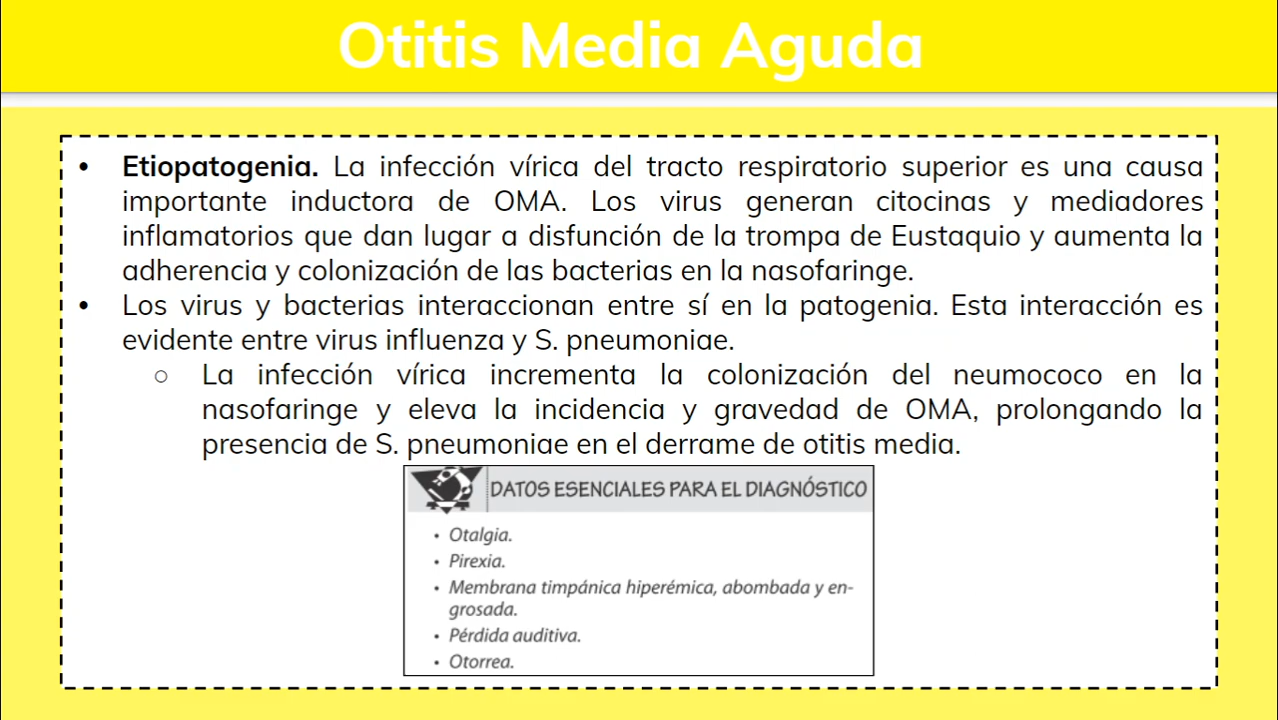 Otitis Media Aguda
• Etiopatogenia. La infección vírica del tracto respiratorio superior es una causa
importante inductora de OMA. Los virus generan citocinas y mediadores
inflamatorios que dan lugar a disfunción de la trompa de Eustaquio y aumenta la
adherencia y colonización de las bacterias en la nasofaringe.
• Los virus y bacterias interaccionan entre sí en la patogenia. Esta interacción es
evidente entre virus influenza y S. pneumoniae.
○ La infección vírica incrementa la colonización del neumococo en la
nasofaringe y eleva la incidencia y gravedad de OMA, prolongando la
presencia de S. pneumoniae en el derrame de otitis media.
DATOS ESENCIALES PARA EL DIAGNÓSTICO
• Otalgia.
• Pirexia.
• Membrana timpánica hiperémica, abombada y en-
grosada.
• Pérdida auditiva.
• Otorrea.